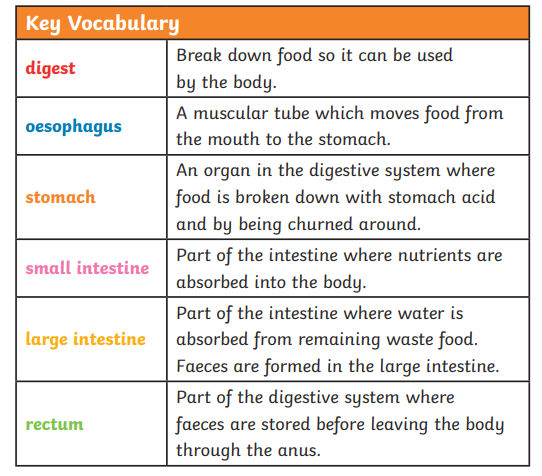 Key Vocabulary
digest
Break down food so it can be used
by the body.
oesophagus
A muscular tube which moves food from
the mouth to the stomach.
stomach
An organ in the digestive system where
food is broken down with stomach acid
and by being churned around.
small intestine
Part of the intestine where nutrients are
absorbed into the body.
large intestine
Part of the intestine where water is
absorbed from remaining waste food.
Faeces are formed in the large intestine.
rectum
Part of the digestive system where
faeces are stored before leaving the body
through the anus.